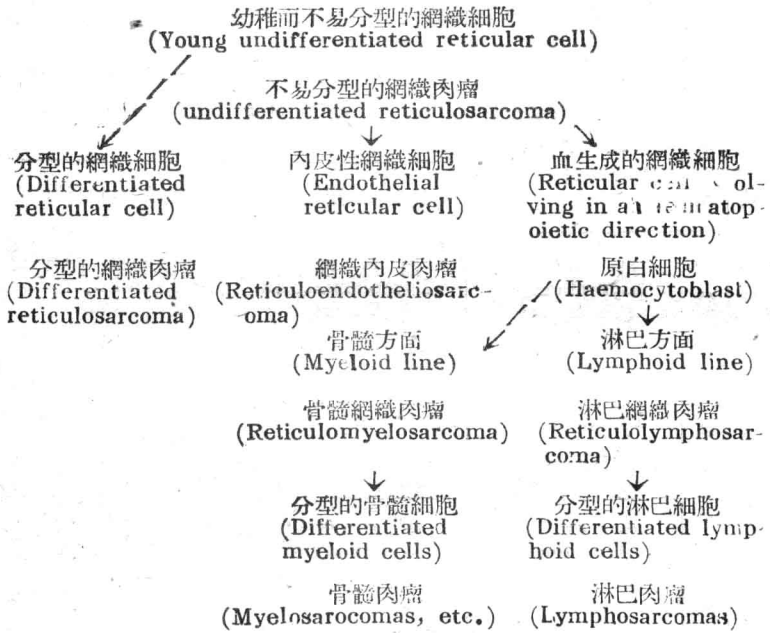 幼稚而不易分型的網織細胞
(Young undifferentiated reticular cell)
不易分型的網織肉瘤
(undifferentiated reticulosarcoma)
分型的網織細胞
(Differentiated
reticular cell)
內皮性網織細胞
(Endothelial
reticular cell)
血生成的網織細胞
(Reticular ol-
ving in atop-
oietic direction)
分型的網織肉瘤
(Differentiated
reticulosarcoma)
網織內皮肉瘤
(Reticuloendotheliosarc-
oma)
原白細胞
(Haemocytoblast)
骨髓方面
(Myeloid line)
淋巴方面
(Lymphoid line)
骨髓網織肉瘤
(Reticulomyelosarcoma)
淋巴網織肉瘤
(Reticulolymphosar-
coma)
分型的骨髓細胞
(Differentiated
myeloid cells)
分型的淋巴細胞
(Differentiated lymp-
hoid cells)
骨髓肉瘤
(Myelosarocomas, etc.)
淋巴肉瘤
(Lymphosarcomas)